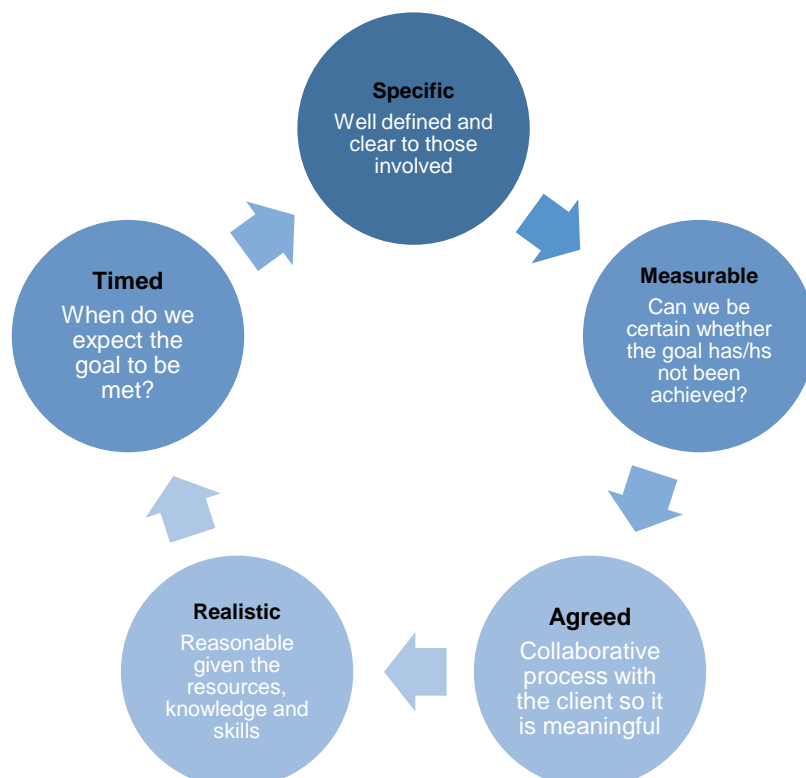 Specific
Well defined and
clear to those
involved
Measurable
Can we be
certain whether
the goal has/hs
not been
achieved?
Agreed
Collaborative
process with
the client so it
is meaningful
Realistic
Reasonable
given the
resources,
knowledge and
skills
Timed
When do we
expect the
goal to be
met?